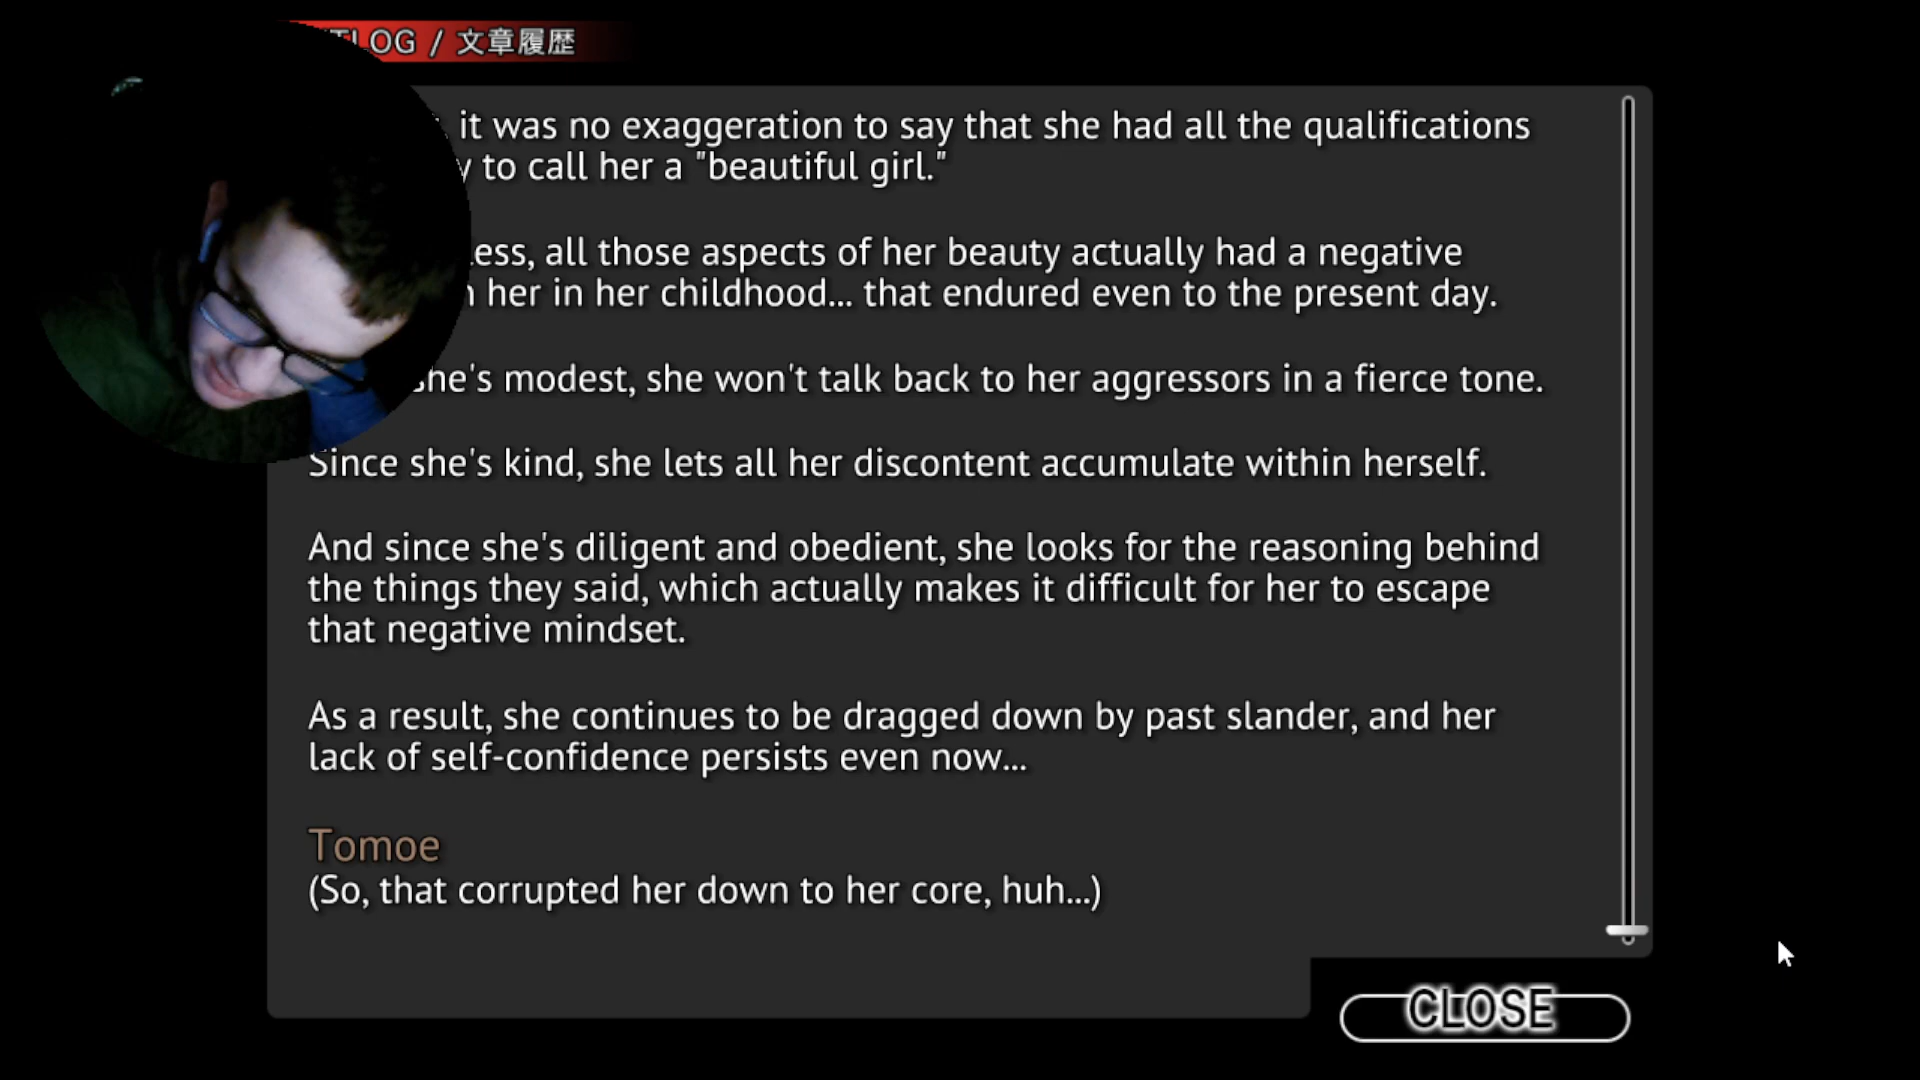 LOG / 文章履歴
it was no exaggeration to say that she had all the qualifications
to call her a "beautiful girl."
all those aspects of her beauty actually had a negative
her in her childhood... that endured even to the present day.
she's modest, she won't talk back to her aggressors in a fierce tone.
Since she's kind, she lets all her discontent accumulate within herself.
And since she's diligent and obedient, she looks for the reasoning behind
the things they said, which actually makes it difficult for her to escape
that negative mindset.
As a result, she continues to be dragged down by past slander, and her
lack of self-confidence persists even now...
Tomoe
(So, that corrupted her down to her core, huh...)
CLOSE